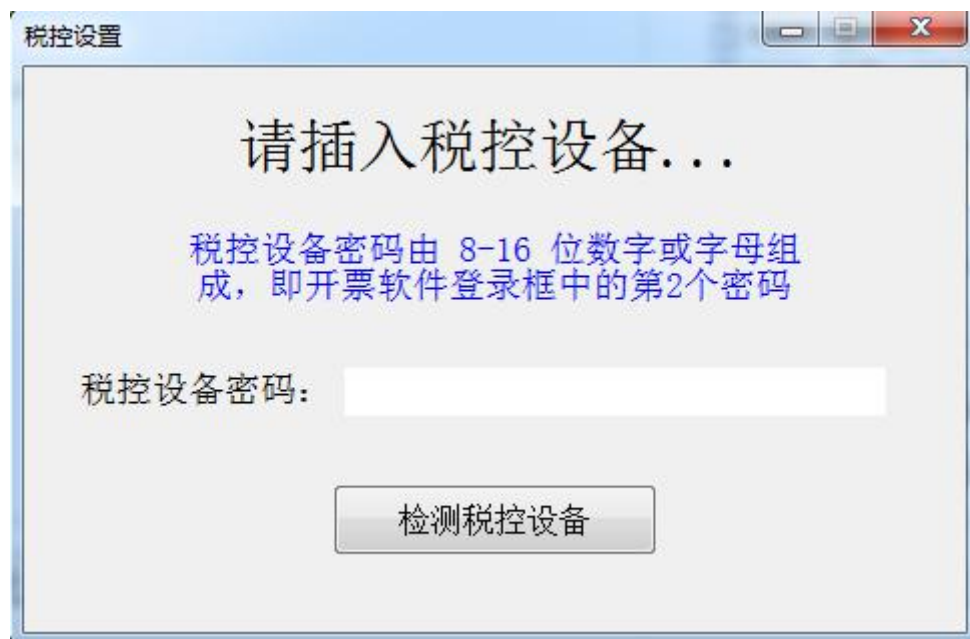 税控设置
请插入税控设备...
税控设备密码由 8-16 位数字或字母组
成，即开票软件登录框中的第2个密码
税控设备密码：
检测税控设备